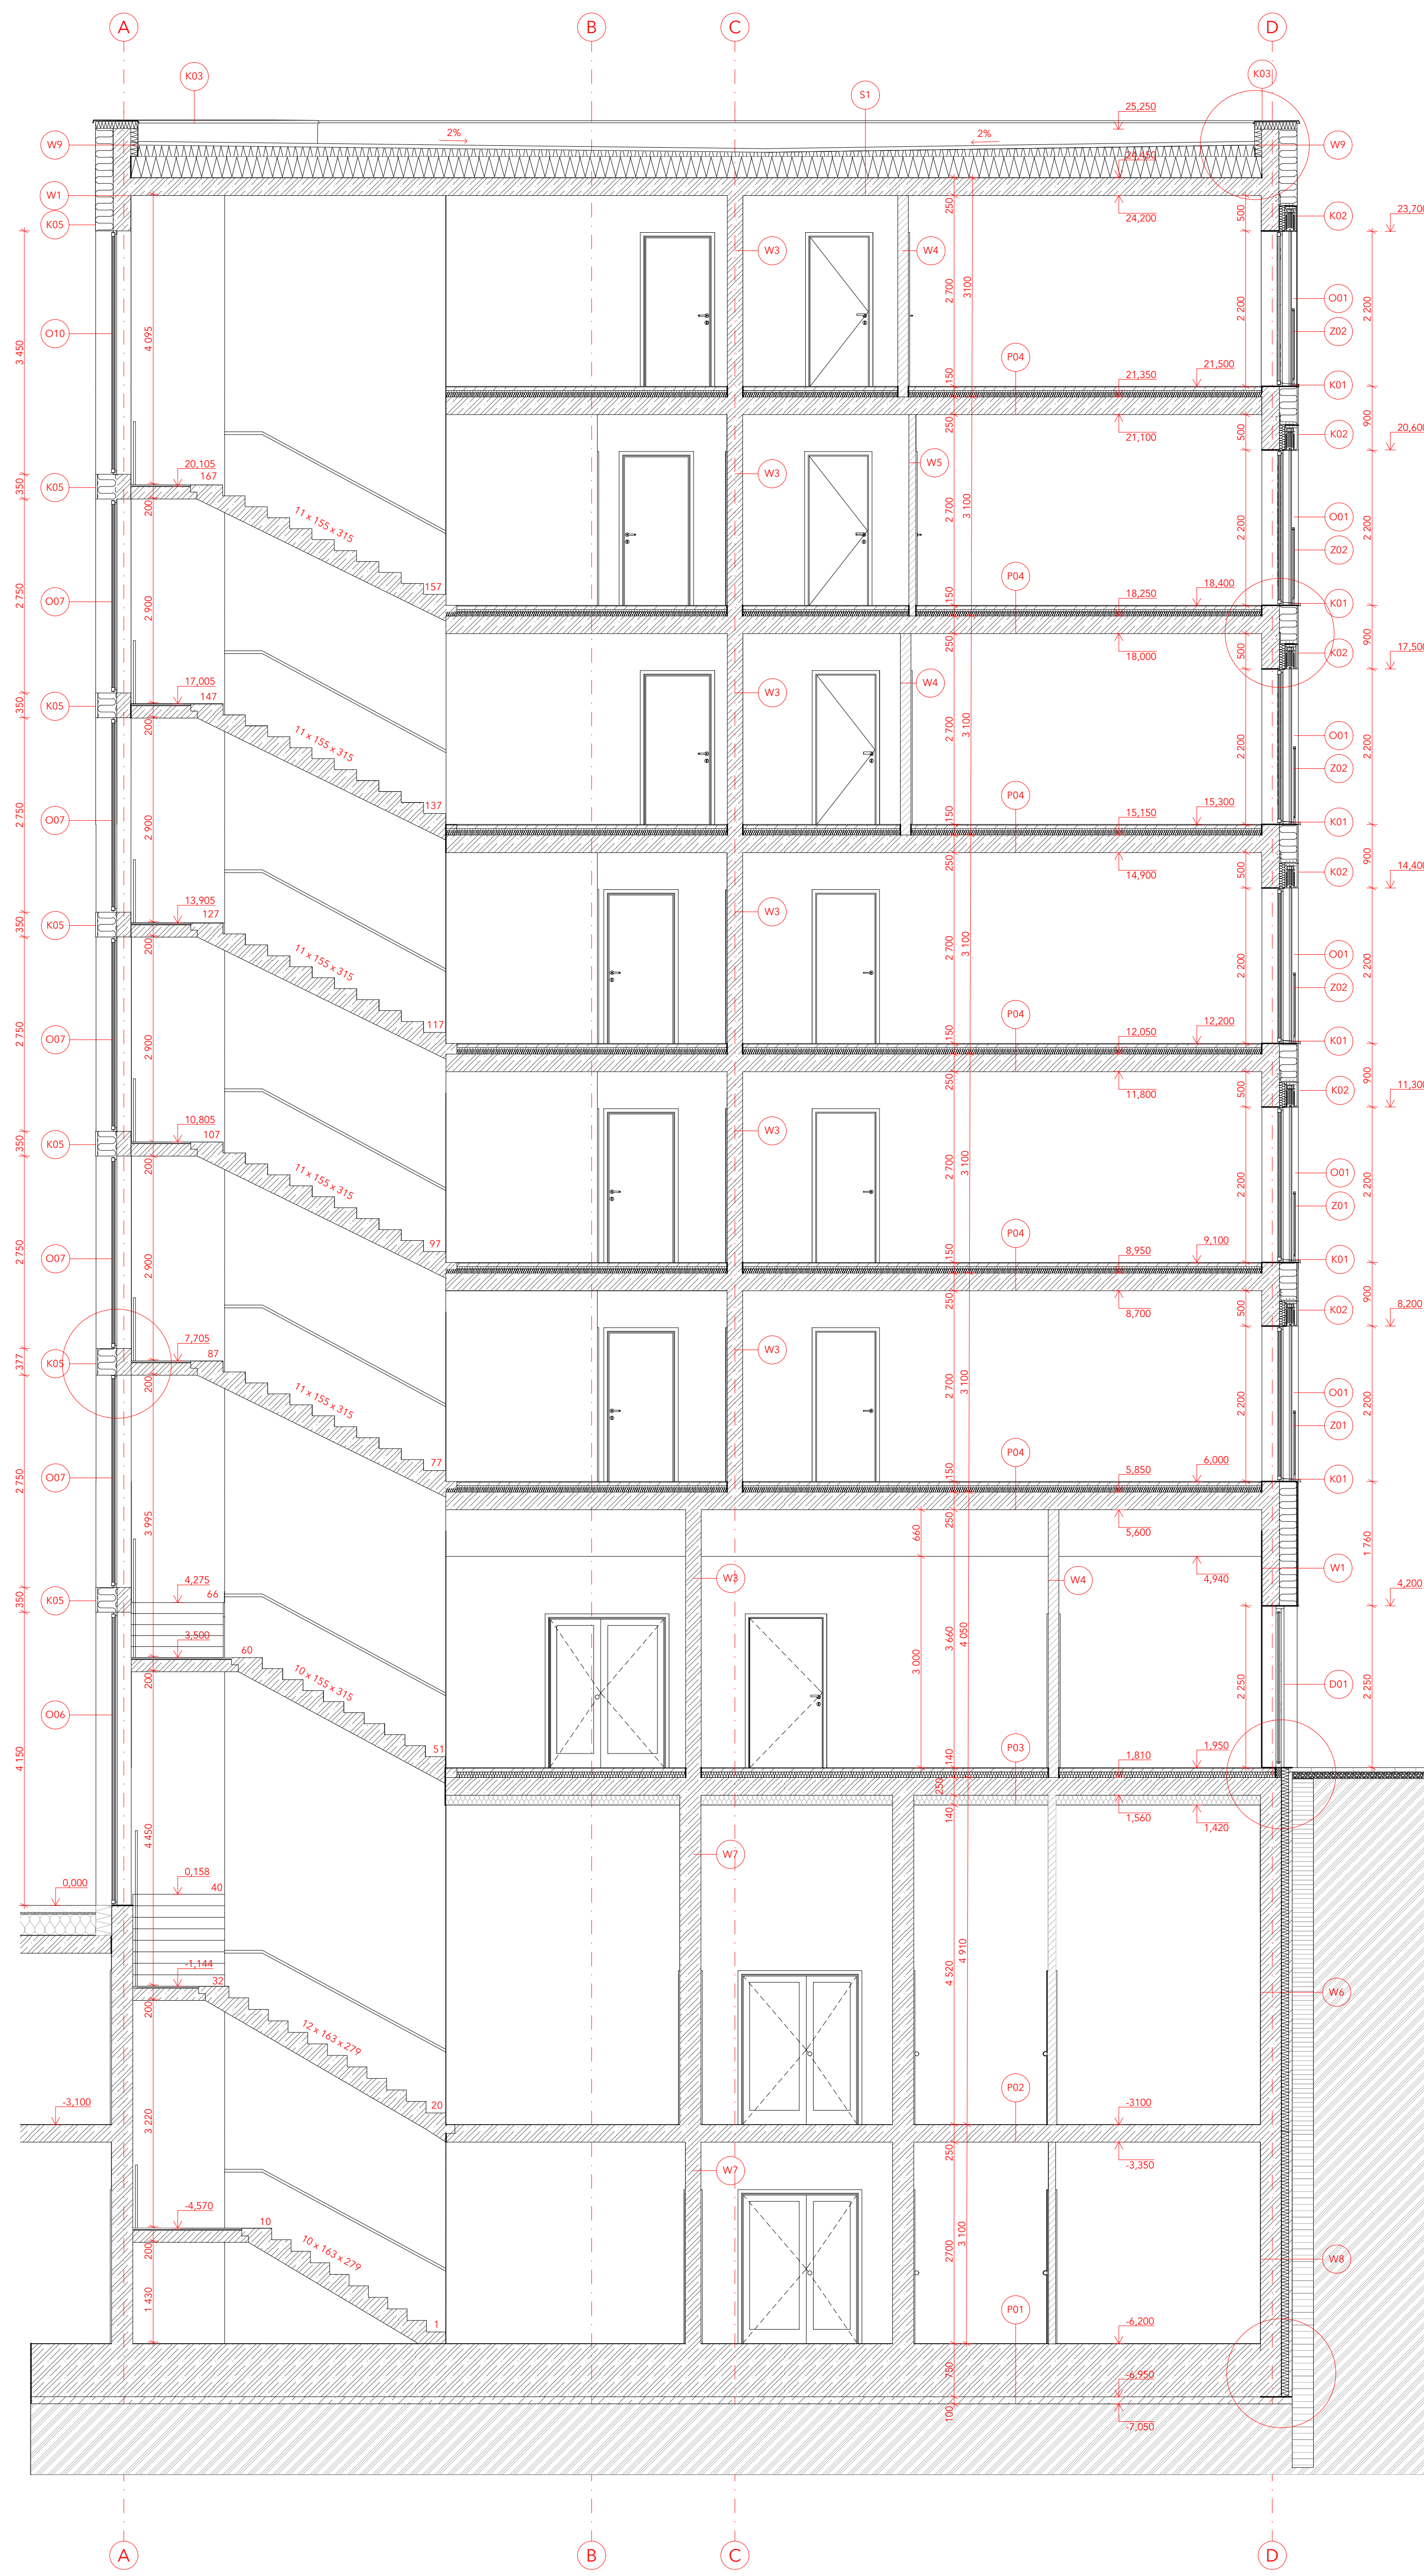 A B C D
K03 K03
S1
25,250
W9 2% 2% W9
24,450
W1 250 24,200 500 K02 23,700
K05
W3 W4
3 450 O10 4 095 2 700 3100 2 200 O01 2 200
Z02
P04
150 21,350 21,500 K01
250 21,100 500 K02 900 20,600
20,105
K05 350 167 W3 W5
200 11 x 155 x 315 2 700 3 100 2 200 O01 2 200
Z02
2 750 O07 2 900 157 P04
150 18,250 18,400 K01
250 18,000 500 K02 900 17,500
17,005
K05 350 147 W3 W4
200 11 x 155 x 315 2 700 3 100 2 200 O01 2 200
Z02
2 750 O07 2 900 137 P04
150 15,150 15,300 K01
250 14,900 500 K02 900 14,400
13,905
K05 350 127 W3
200 11 x 155 x 315 2 700 3 100 2 200 O01 2 200
Z02
2 750 O07 2 900 117 P04
150 12,050 12,200 K01
250 11,800 500 K02 900 11,300
10,805
K05 350 107 W3
200 11 x 155 x 315 2 700 3 100 2 200 O01 2 200
Z01
2 750 O07 2 900 97 P04
150 8,950 9,100 K01
250 8,700 500 K02 900 8,200
7,705
K05 377 87 W3
200 11 x 155 x 315 2 700 3 100 2 200 O01 2 200
Z01
2 750 O07 3 995 77 P04
150 5,850 6,000 K01
250 5,600 660 1 760
4,940
4,275
K05 350 66 W3 W4 W1 4,200
3,500
60
200 10 x 155 x 315 3 000 3 660 4 050 2 250 D01 2 250
O06
4 150 51 P03
140 1,810 1,950
250 1,560 140 1,420
4 450 W7
0,158
0,000 40
-1,144
32
200 12 x 163 x 279 4 520 4 910 W6
20 P02
-3,100 -3100
3 220 250 -3,350
W7
-4,570
10
200 10 x 163 x 279 2700 3 100 W8
1 430 1 P01
-6,200
750 -6,950
100 -7,050
A B C D